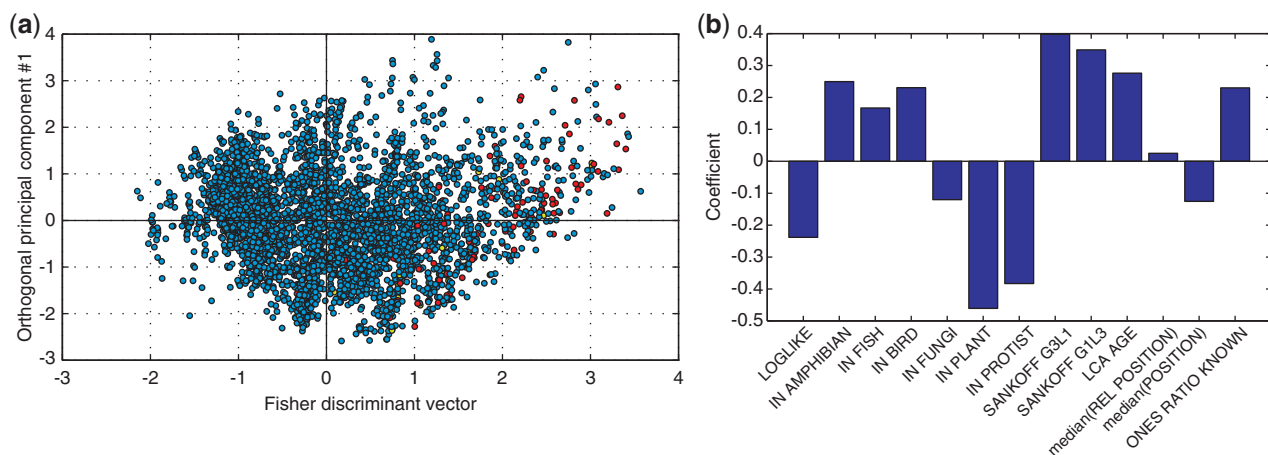 (a)
4
3
2
1
0
-1
-2
-3
-3 -2 -1 0 1 2 3 4
Orthogonal principal component #1
Fisher discriminant vector
(b)
0.4
0.3
0.2
0.1
0
-0.1
-0.2
-0.3
-0.4
-0.5
Coefficient
LOGLIKE
IN AMPHIBIAN
IN FISH
IN BIRD
IN FUNGI
IN PLANT
IN PROTIST
SANKOFF G3L1
SANKOFF G1L3
LCA AGE
median(REL POSITION)
median(POSITION)
ONES RATIO KNOWN